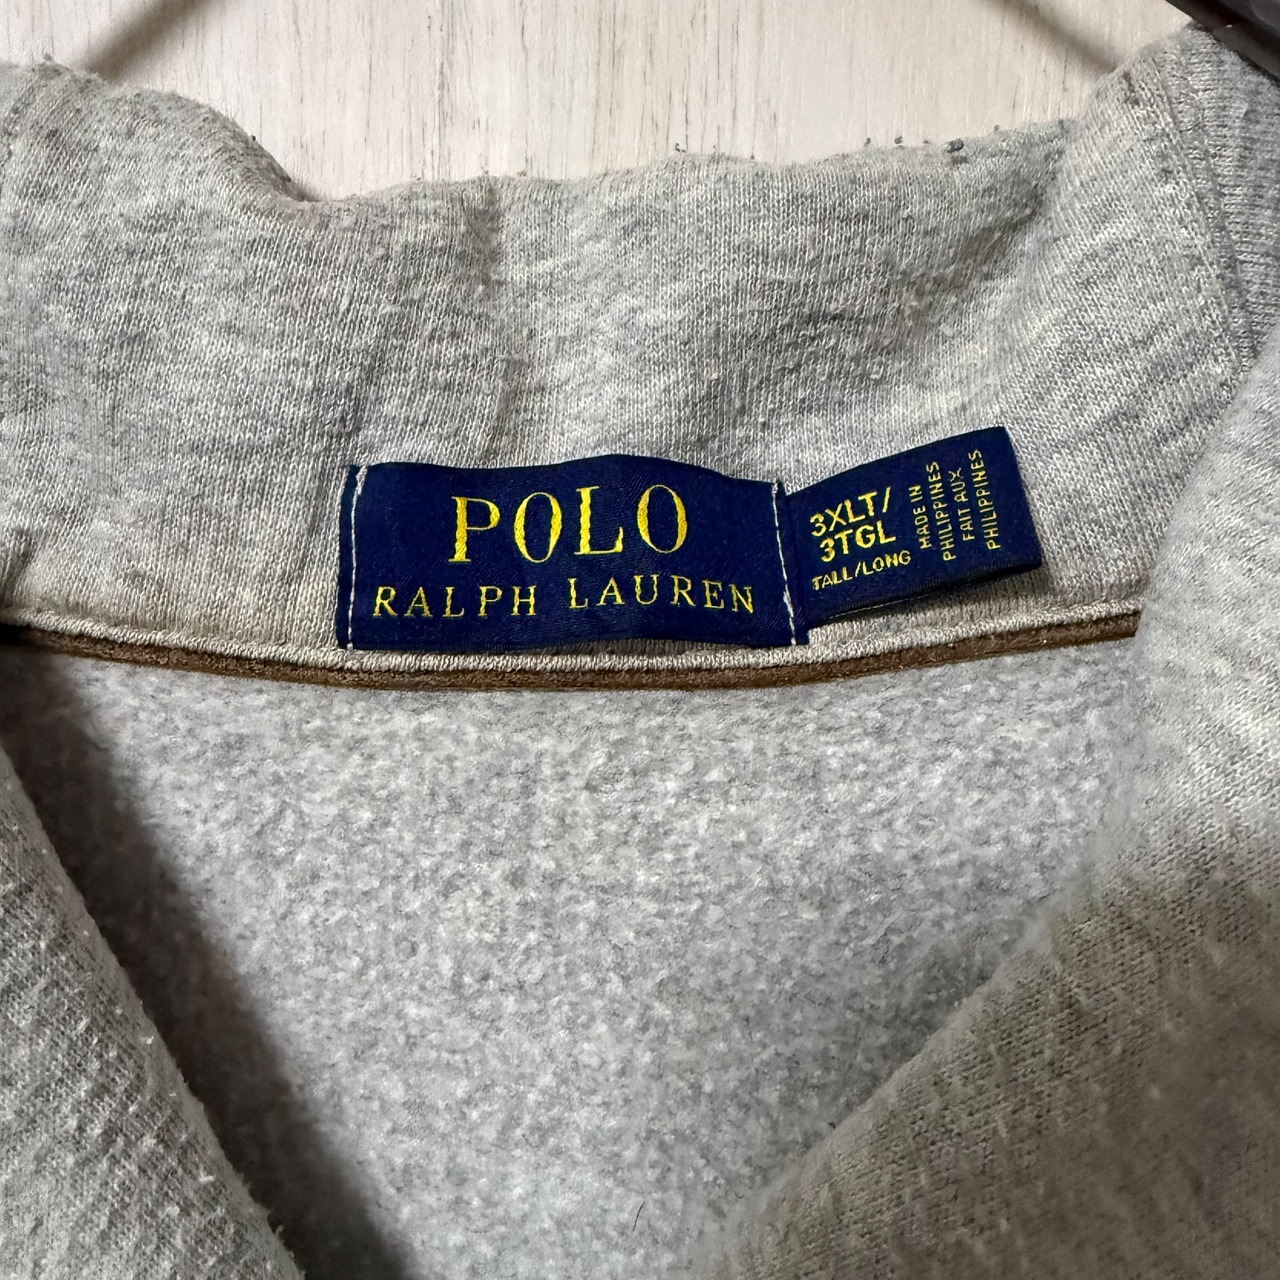 POLO
RALPH LAUREN
3XLT/
3TGL
TALL/LONG
MADE IN
PHILIPPINES
FAIT AUX
PHILIPPINES